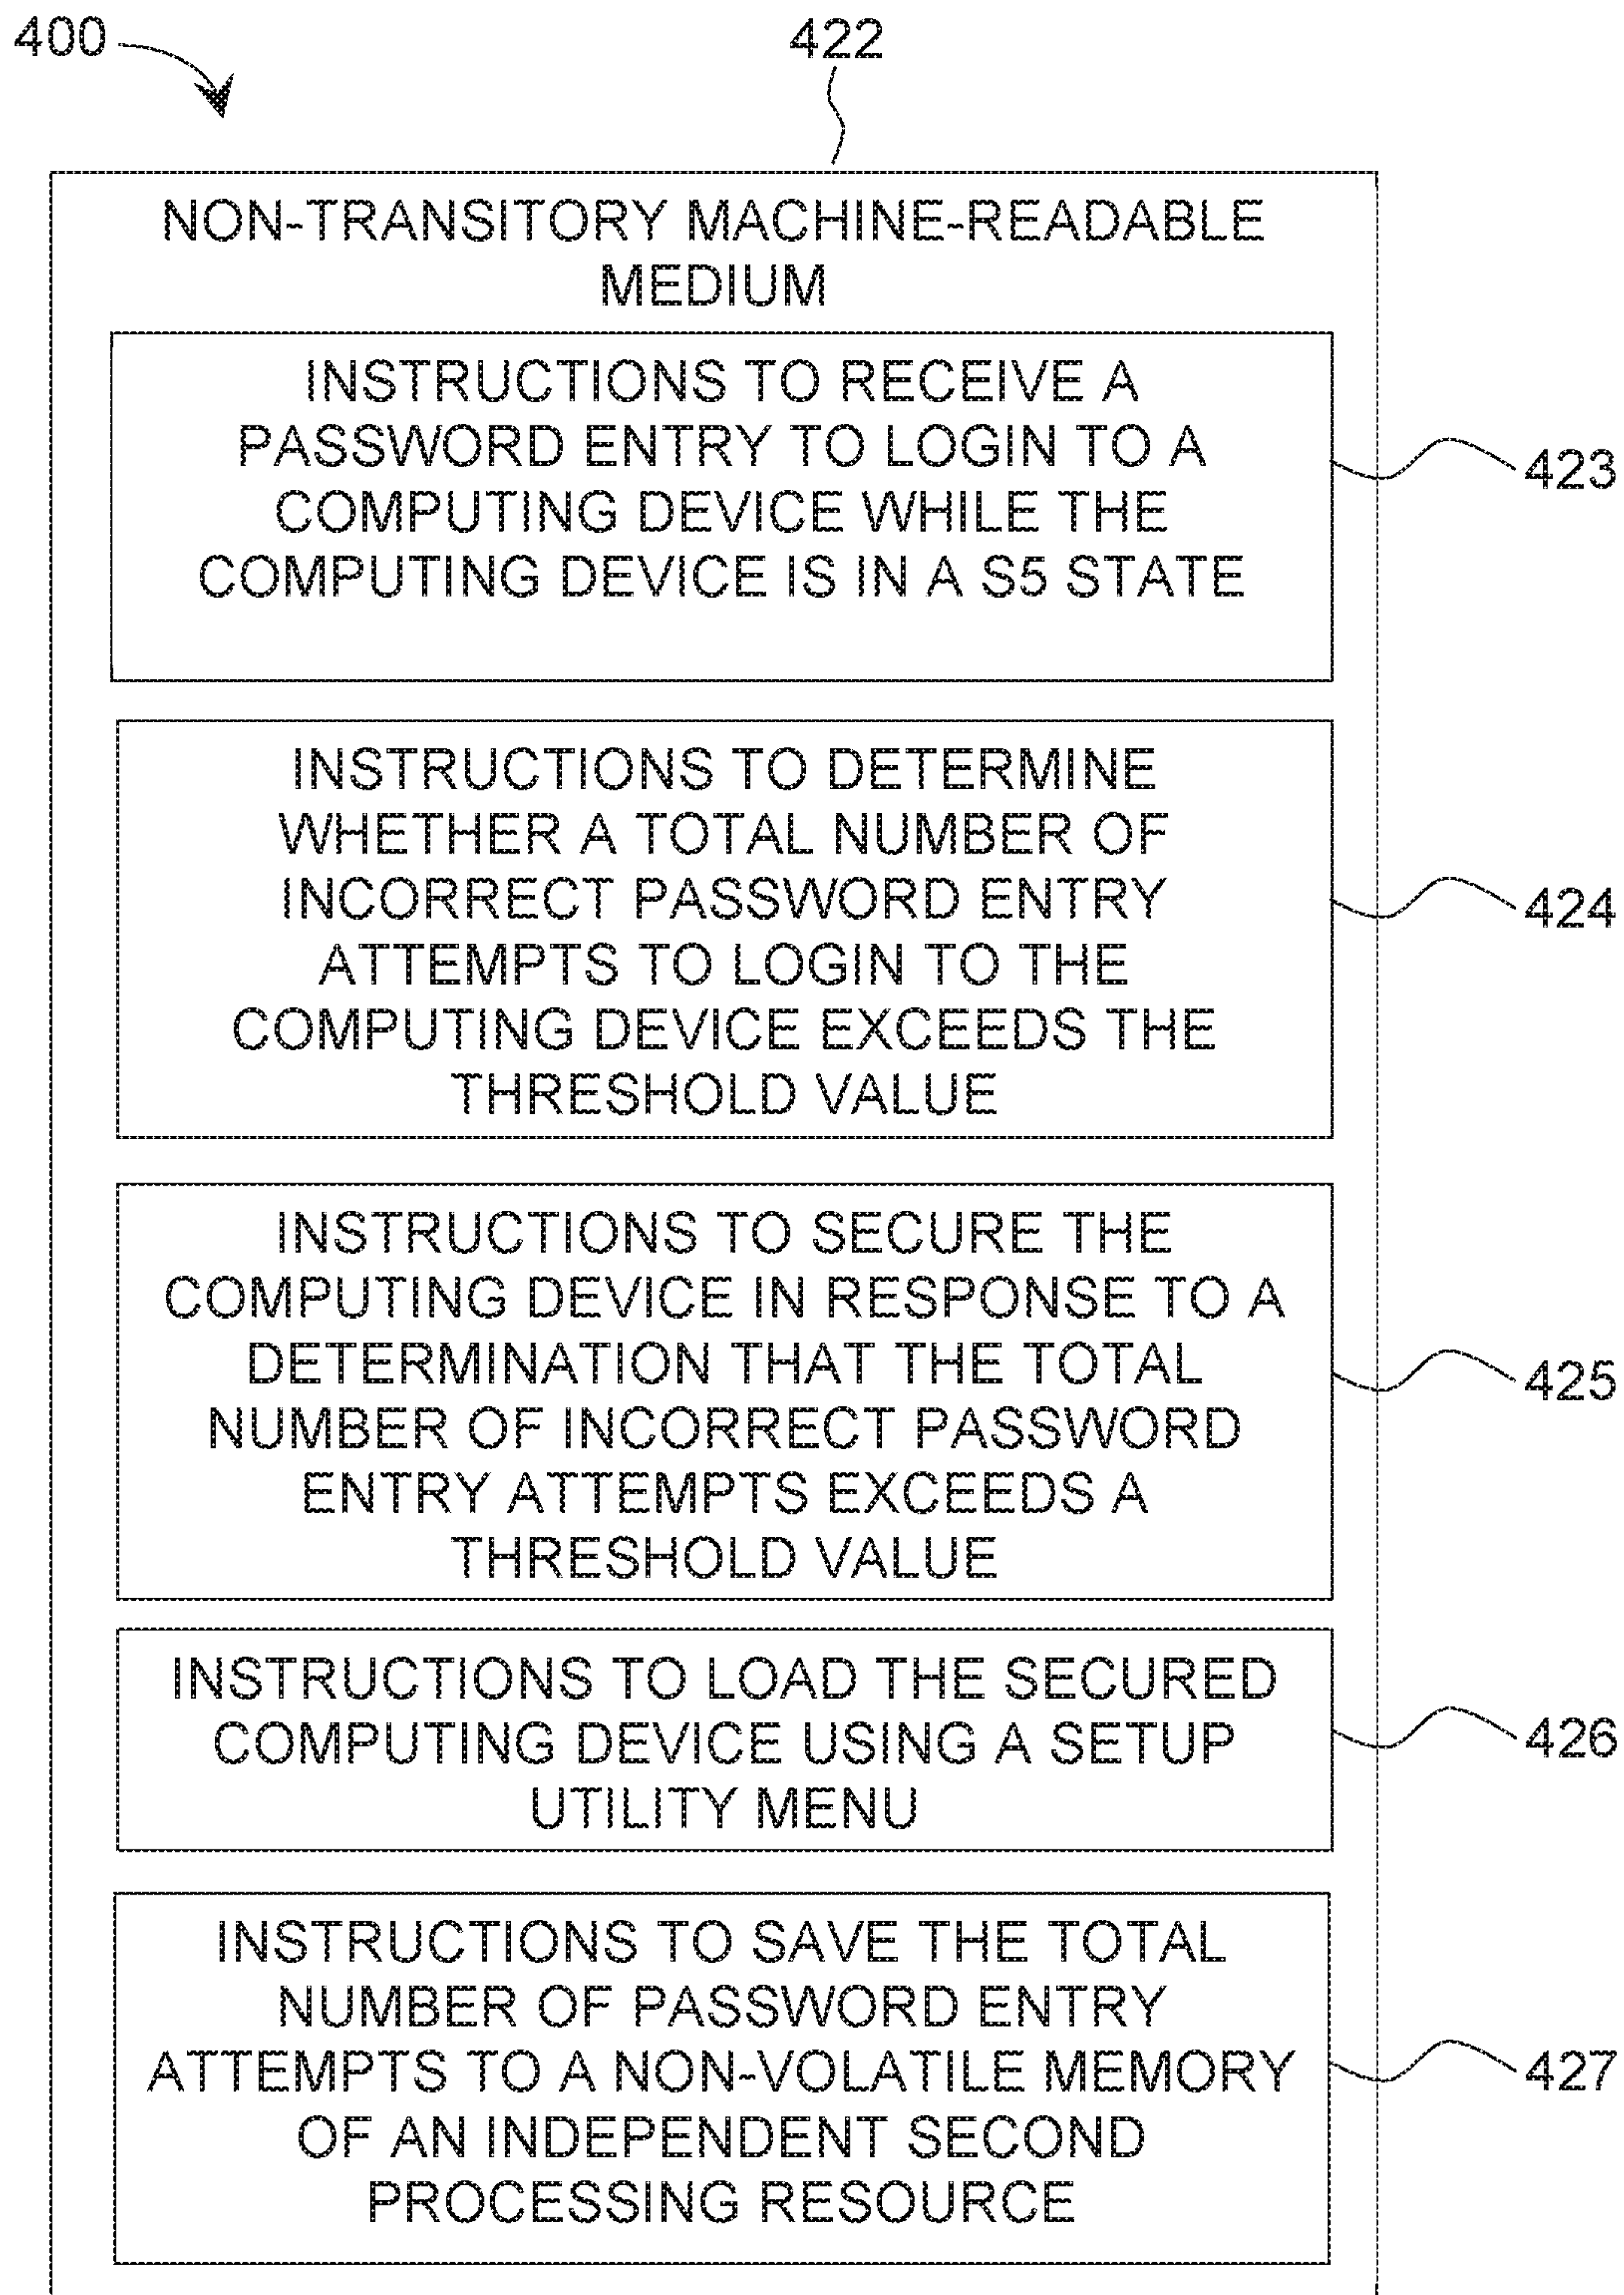 400
422
NON-TRANSITORY MACHINE-READABLE
MEDIUM
INSTRUCTIONS TO RECEIVE A
PASSWORD ENTRY TO LOGIN TO A
COMPUTING DEVICE WHILE THE
COMPUTING DEVICE IS IN A S5 STATE
423
INSTRUCTIONS TO DETERMINE
WHETHER A TOTAL NUMBER OF
INCORRECT PASSWORD ENTRY
ATTEMPTS TO LOGIN TO THE
COMPUTING DEVICE EXCEEDS THE
THRESHOLD VALUE
424
INSTRUCTIONS TO SECURE THE
COMPUTING DEVICE IN RESPONSE TO A
DETERMINATION THAT THE TOTAL
NUMBER OF INCORRECT PASSWORD
ENTRY ATTEMPTS EXCEEDS A
THRESHOLD VALUE
425
INSTRUCTIONS TO LOAD THE SECURED
COMPUTING DEVICE USING A SETUP
UTILITY MENU
426
INSTRUCTIONS TO SAVE THE TOTAL
NUMBER OF PASSWORD ENTRY
ATTEMPTS TO A NON-VOLATILE MEMORY
OF AN INDEPENDENT SECOND
PROCESSING RESOURCE
427